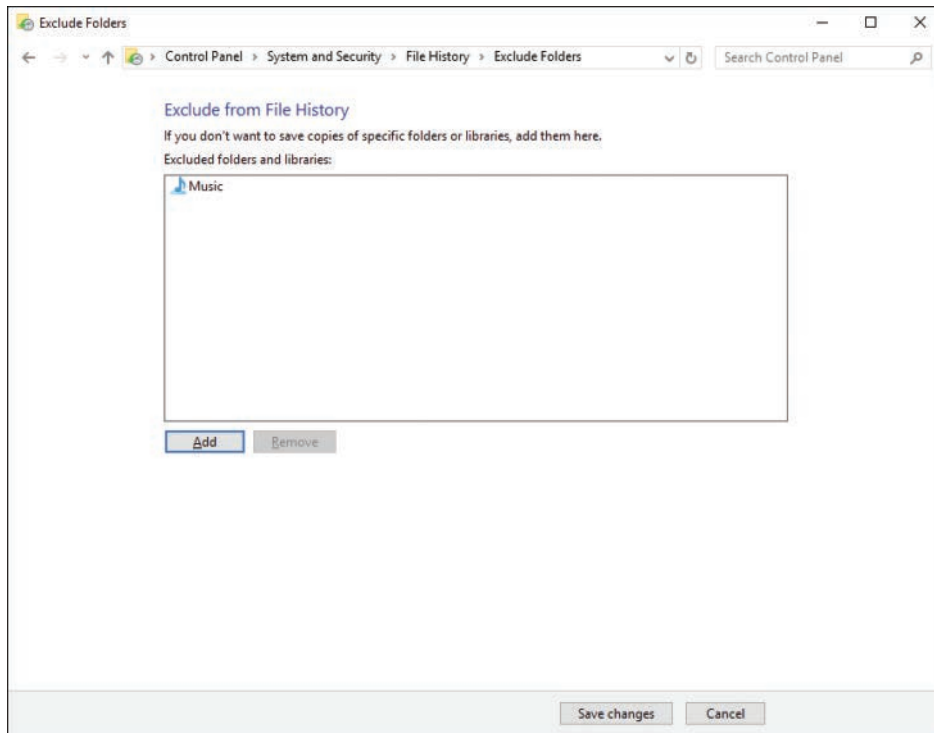 Exclude Folders
Control Panel > System and Security > File History > Exclude Folders
Search Control Panel
Exclude from File History
If you don't want to save copies of specific folders or libraries, add them here.
Excluded folders and libraries:
Music
Add Remove
Save changes Cancel